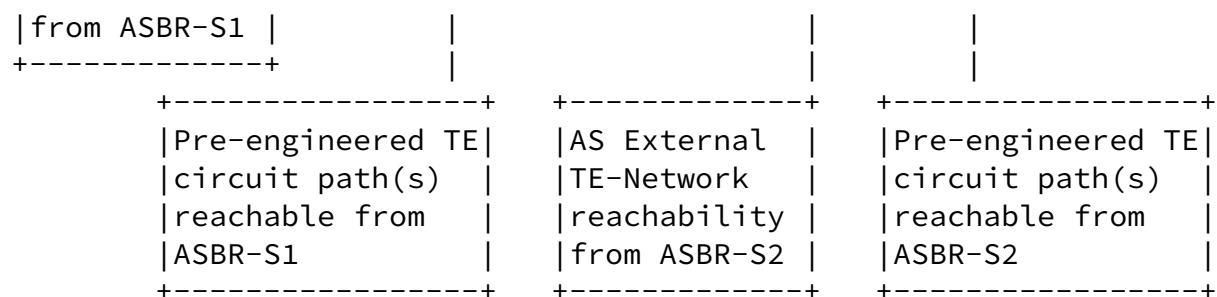 |from ASBR-S1 |          |                      |          |
+-------------+          |                      |          |
        +-----------------+   +-------------+   +-----------------+
        |Pre-engineered TE|   |AS External  |   |Pre-engineered TE|
        |circuit path(s)  |   |TE-Network   |   |circuit path(s)  |
        |reachable from   |   |reachability |   |reachable from   |
        |ASBR-S1          |   |from ASBR-S2 |   |ASBR-S2          |
        +-----------------+   +-------------+   +-----------------+